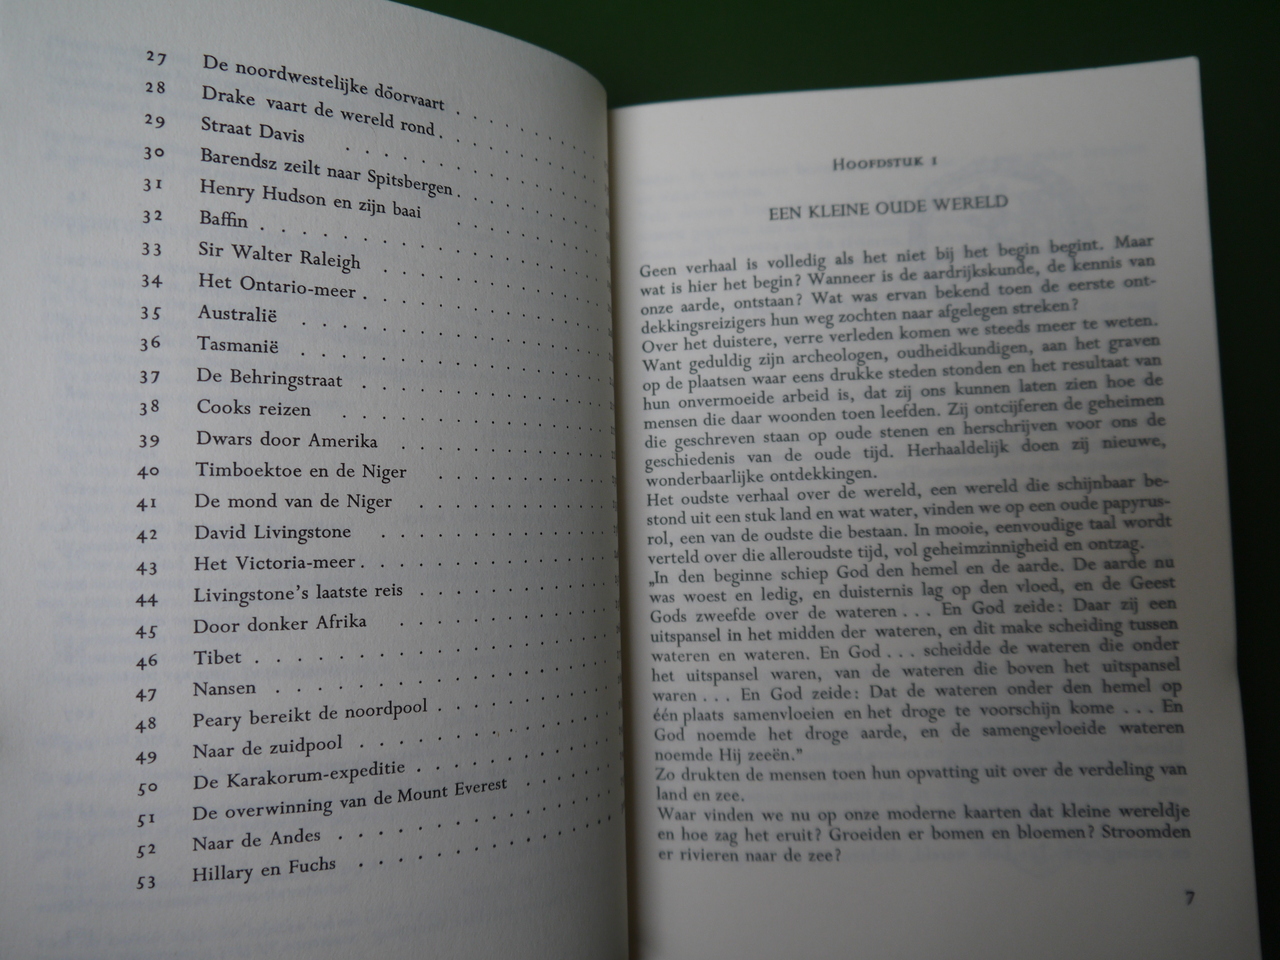 27 De noordwestelijke doorvaart
28 Drake vaart de wereld rond
29 Straat Davis
30 Barendsz zeilt naar Spitsbergen
31 Henry Hudson en zijn baai
32 Baffin
33 Sir Walter Raleigh
34 Het Ontario-meer
35 Australië
36 Tasmanië
37 De Behringstraat
38 Cooks reizen
39 Dwars door Amerika
40 Timboektoe en de Niger
41 De mond van de Niger
42 David Livingstone
43 Het Victoria-meer
44 Livingstone's laatste reis
45 Door donker Afrika
46 Tibet
47 Nansen
48 Peary bereikt de noordpool
49 Naar de zuidpool
50 De Karakorum-expeditie
51 De overwinning van de Mount Everest
52 Naar de Andes
53 Hillary en Fuchs
Hoofdstuk 1
EEN KLEINE OUDE WERELD
Geen verhaal is volledig als het niet bij het begin begint. Maar
wat is hier het begin? Wanneer is de aardrijkskunde, de kennis van
onze aarde, ontstaan? Wat was ervan bekend toen de eerste ont-
dekkingsreizigers hun weg zochten naar afgelegen streken?
Over het duistere, verre verleden komen we steeds meer te weten.
Want geduldig zijn archeologen, oudheidkundigen, aan het graven
op de plaatsen waar eens drukke steden stonden en het resultaat van
hun onvermoeide arbeid is, dat zij ons kunnen laten zien hoe de
mensen die daar woonden toen leefden. Zij ontcijferen de geheimen
die geschreven staan op oude stenen en herschrijven voor ons de
geschiedenis van de oude tijd. Herhaaldelijk doen zij nieuwe,
wonderbaarlijke ontdekkingen.
Het oudste verhaal over de wereld, een wereld die schijnbaar be-
stond uit een stuk land en wat water, vinden we op een oude papyrus-
rol, een van de oudste die bestaan. In mooie, eenvoudige taal wordt
verteld over die alleroudste tijd, vol geheimzinnigheid en ontzag.
„In den beginne schiep God den hemel en de aarde. De aarde nu
was woest en ledig, en duisternis lag op den vloed, en de Geest
Gods zweefde over de wateren . . . En God zeide: Daar zij een
uitspansel in het midden der wateren, en dit make scheiding tussen
wateren en wateren. En God . . . scheidde de wateren die onder
het uitspansel waren, van de wateren die boven het uitspansel
waren . . . En God zeide: Dat de wateren onder den hemel op
één plaats samenvloeien en het droge te voorschijn kome . . . En
God noemde het droge aarde, en de samengevloeide wateren
noemde Hij zeeën.”
Zo drukten de mensen toen hun opvatting uit over de verdeling van
land en zee.
Waar vinden we nu op onze moderne kaarten dat kleine wereldje
en hoe zag het eruit? Groeiden er bomen en bloemen? Stroomden
er rivieren naar de zee?
7